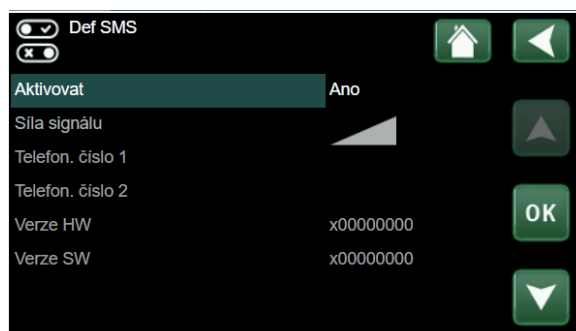 Def SMS
Aktivovat Ano
Síla signálu
Telefon. číslo 1
Telefon. číslo 2
Verze HW x00000000
Verze SW x00000000
OK